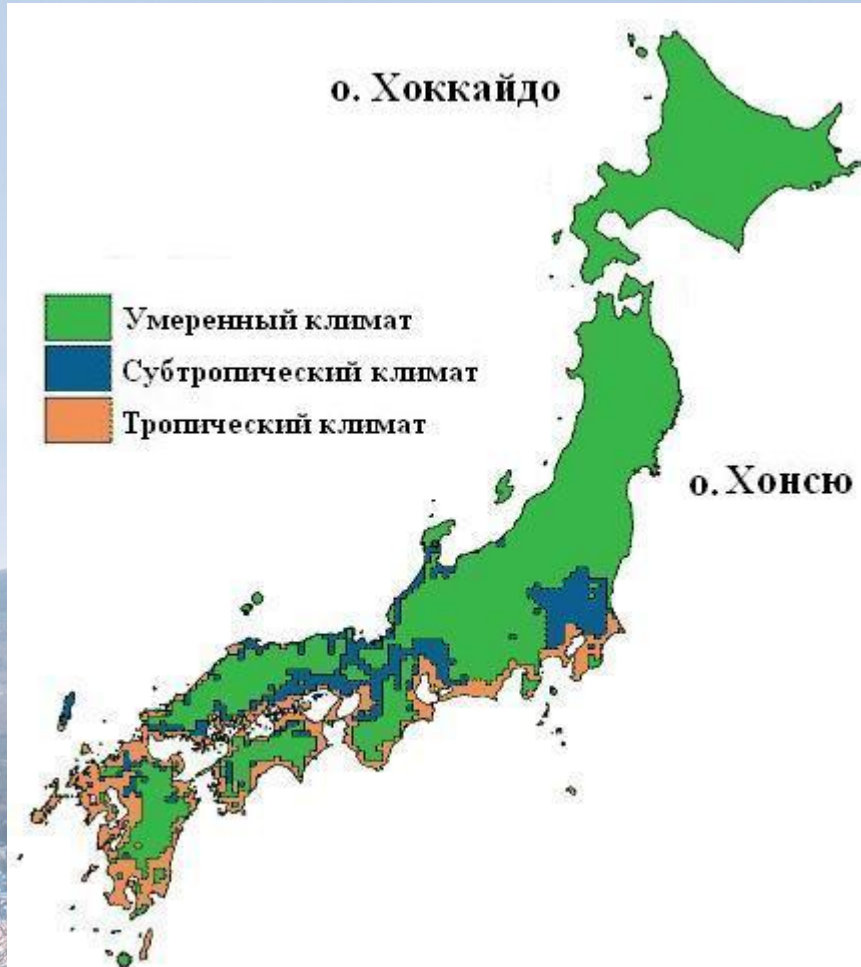 о. Хоккайдо
Умеренный климат
Субтропический климат
Тропический климат
о. Хонсю